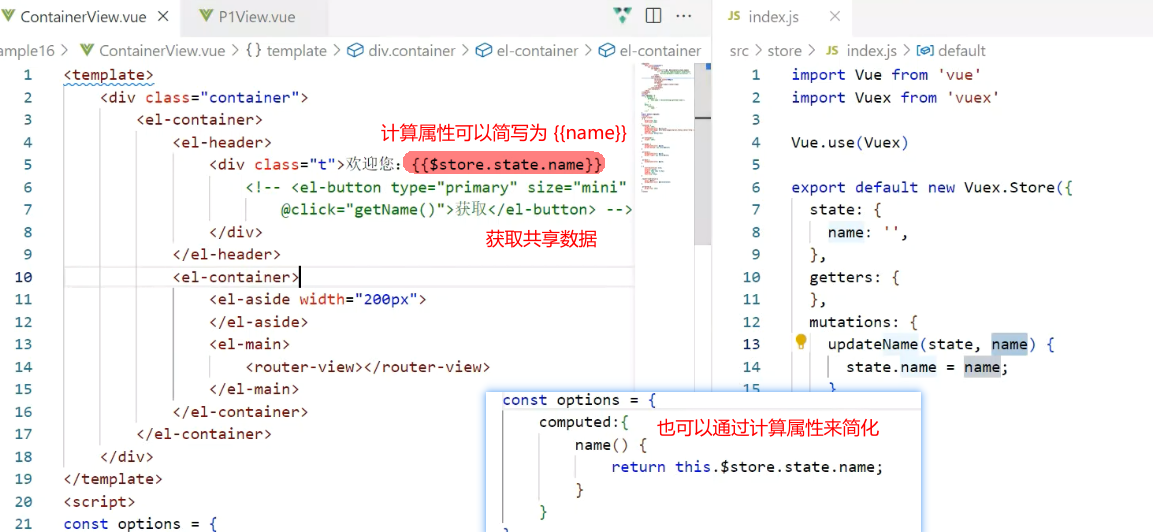 ContainerView.vue
P1View.vue
ample16 > ContainerView.vue > {} template > div.container > el-container > el-container
1 <template>
2 <div class="container">
3 <el-container>
计算属性可以简写为 {{name}}
4 <el-header>
5 <div class="t">欢迎您：{{$store.state.name}}
6 <!-- <el-button type="primary" size="mini"
7 @click="getName()">获取</el-button> -->
8 </div>
获取共享数据
9 </el-header>
10 <el-container>
11 <el-aside width="200px">
12 </el-aside>
13 <el-main>
14 <router-view></router-view>
15 </el-main>
16 </el-container>
17 </el-container>
18 </div>
19 </template>
20 <script>
21 const options = {
JS index.js
src > store > JS index.js > default
1 import Vue from 'vue'
2 import Vuex from 'vuex'
3
4 Vue.use(Vuex)
5
6 export default new Vuex.Store({
7 state: {
8 name: '',
9 },
10 getters: {
11 },
12 mutations: {
13 updateName(state, name) {
14 state.name = name;
15 }
const options = {
computed:{
也可以通过计算属性来简化
name() {
return this.$store.state.name;
}
}